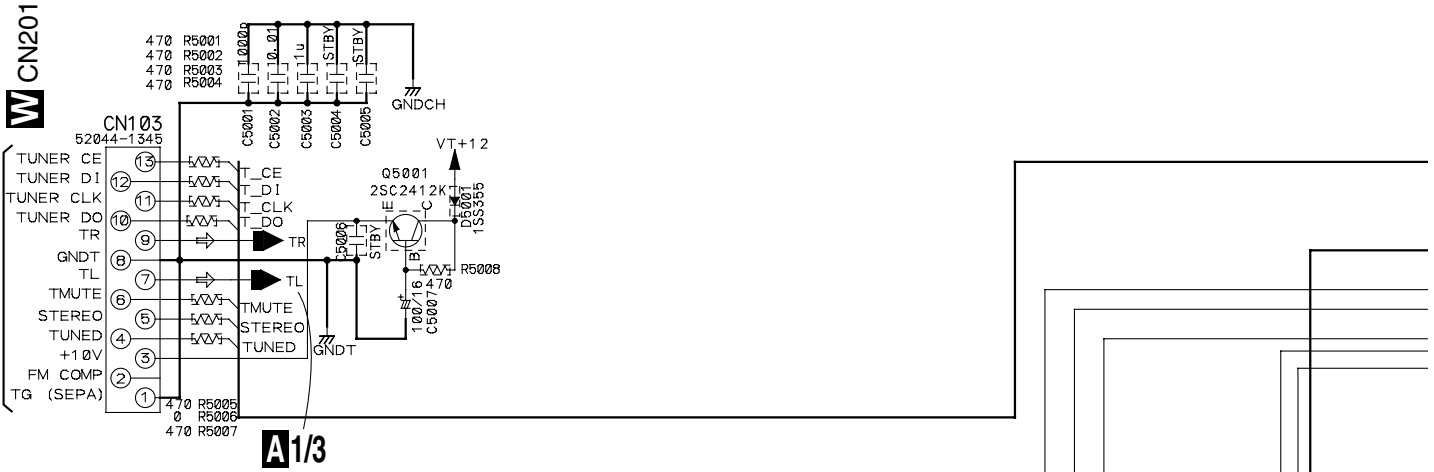 W CN201
470 R5001
470 R5002
470 R5003
470 R5004
1000p
0.01
1u
STBY
STBY
C5001
C5002
C5003
C5004
C5005
GNDCH
CN103
52044-1345
TUNER CE 13
TUNER DI 12
TUNER CLK 11
TUNER DO 10
TR 9
GNDT 8
TL 7
TMUTE 6
STEREO 5
TUNED 4
+10V 3
FM COMP 2
TG (SEPA) 1
T_CE
T_DI
T_CLK
T_DO
TR
TL
TMUTE
STEREO
TUNED
GNDT
C5006
STBY
Q5001
2SC2412K
E
C
B
VT+12
D5001
1SS355
R5008
470
100/16
C5007
+
470 R5005
0 R5006
470 R5007
A 1/3